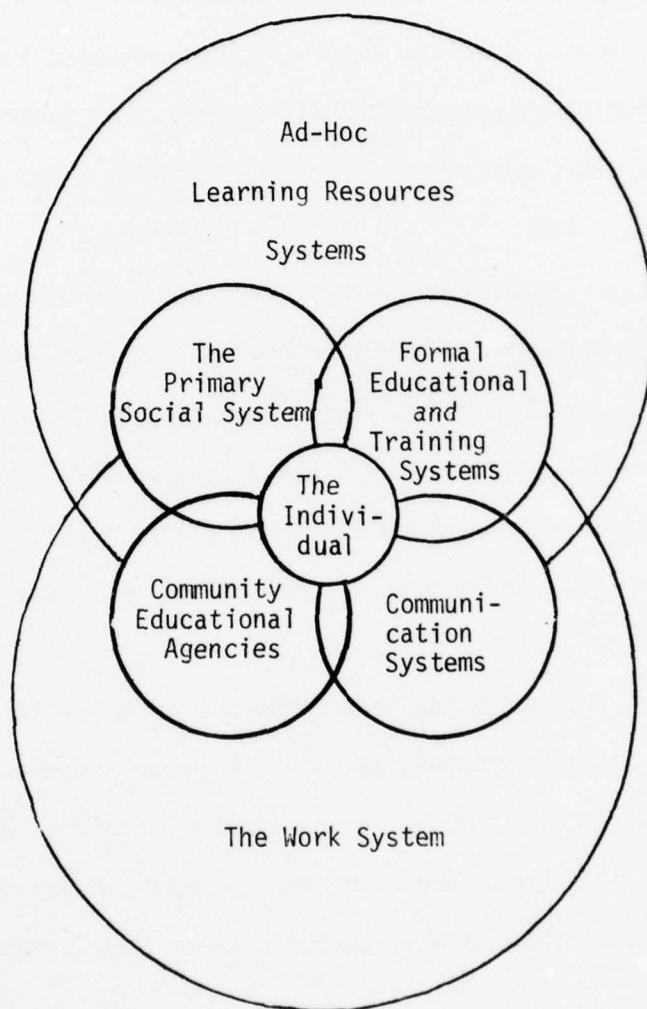 Ad-Hoc
Learning Resources
Systems
The
Primary
Social System
Formal
Educational
and
Training
Systems
The
Indivi-
dual
Community
Educational
Agencies
Communi-
cation
Systems
The Work System